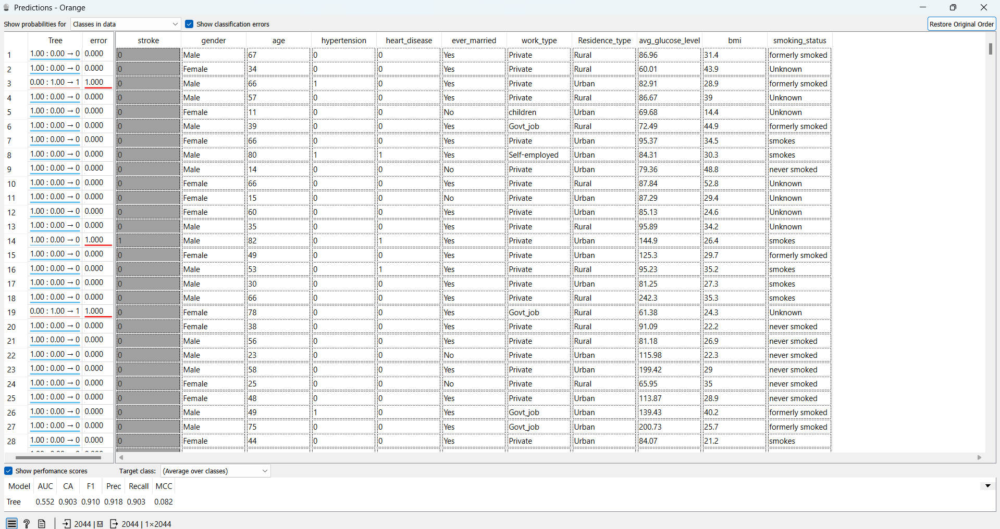 Predictions - Orange
Show probabilities for Classes in data Show classification errors Restore Original Order
Tree error stroke gender age hypertension heart_disease ever_married work_type Residence_type avg_glucose_level bmi smoking_status
1 1.00 : 0.00 → 0 0.000 0 Male 67 0 0 Yes Private Rural 86.96 31.4 formerly smoked
2 1.00 : 0.00 → 0 0.000 0 Female 34 0 0 Yes Private Rural 60.01 43.9 Unknown
3 0.00 : 1.00 → 1 1.000 0 Male 66 1 0 Yes Private Urban 82.91 28.9 formerly smoked
4 1.00 : 0.00 → 0 0.000 0 Male 57 0 0 Yes Private Rural 86.67 39 Unknown
5 1.00 : 0.00 → 0 0.000 0 Female 11 0 0 No children Urban 69.68 14.4 Unknown
6 1.00 : 0.00 → 0 0.000 0 Male 39 0 0 Yes Govt_job Rural 72.49 44.9 formerly smoked
7 1.00 : 0.00 → 0 0.000 0 Female 66 0 0 Yes Private Urban 95.37 34.5 smokes
8 1.00 : 0.00 → 0 0.000 0 Male 80 1 1 Yes Self-employed Urban 84.31 30.3 smokes
9 1.00 : 0.00 → 0 0.000 0 Male 14 0 0 No Private Urban 79.36 48.8 never smoked
10 1.00 : 0.00 → 0 0.000 0 Female 66 0 0 Yes Private Rural 87.84 52.8 Unknown
11 1.00 : 0.00 → 0 0.000 0 Female 15 0 0 No Private Urban 87.29 29.4 Unknown
12 1.00 : 0.00 → 0 0.000 0 Female 60 0 0 Yes Private Urban 85.13 24.6 Unknown
13 1.00 : 0.00 → 0 0.000 0 Male 35 0 0 Yes Private Rural 95.89 34.2 Unknown
14 1.00 : 0.00 → 0 1.000 1 Male 82 0 1 Yes Private Urban 144.9 26.4 smokes
15 1.00 : 0.00 → 0 0.000 0 Female 49 0 0 Yes Private Urban 125.3 29.7 formerly smoked
16 1.00 : 0.00 → 0 0.000 0 Male 53 0 1 Yes Private Rural 95.23 35.2 smokes
17 1.00 : 0.00 → 0 0.000 0 Male 30 0 0 Yes Private Urban 81.25 27.3 smokes
18 1.00 : 0.00 → 0 0.000 0 Male 66 0 0 Yes Private Rural 242.3 35.3 smokes
19 0.00 : 1.00 → 1 1.000 0 Female 78 0 0 Yes Govt_job Rural 61.38 24.3 Unknown
20 1.00 : 0.00 → 0 0.000 0 Female 38 0 0 Yes Private Rural 91.09 22.2 never smoked
21 1.00 : 0.00 → 0 0.000 0 Male 56 0 0 Yes Private Rural 81.18 26.9 never smoked
22 1.00 : 0.00 → 0 0.000 0 Male 23 0 0 No Private Urban 115.98 22.3 never smoked
23 1.00 : 0.00 → 0 0.000 0 Male 58 0 0 Yes Private Urban 199.42 29 never smoked
24 1.00 : 0.00 → 0 0.000 0 Female 25 0 0 No Private Rural 65.95 35 never smoked
25 1.00 : 0.00 → 0 0.000 0 Female 48 0 0 Yes Private Urban 113.87 28.9 never smoked
26 1.00 : 0.00 → 0 0.000 0 Male 49 1 0 Yes Govt_job Urban 139.43 40.2 formerly smoked
27 1.00 : 0.00 → 0 0.000 0 Male 75 0 0 Yes Govt_job Urban 200.73 25.7 formerly smoked
28 1.00 : 0.00 → 0 0.000 0 Female 44 0 0 Yes Private Urban 84.07 21.2 smokes
Show perfomance scores Target class: (Average over classes)
Model AUC CA F1 Prec Recall MCC
Tree 0.552 0.903 0.910 0.918 0.903 0.082
? 2044 | M 2044 | 1×2044